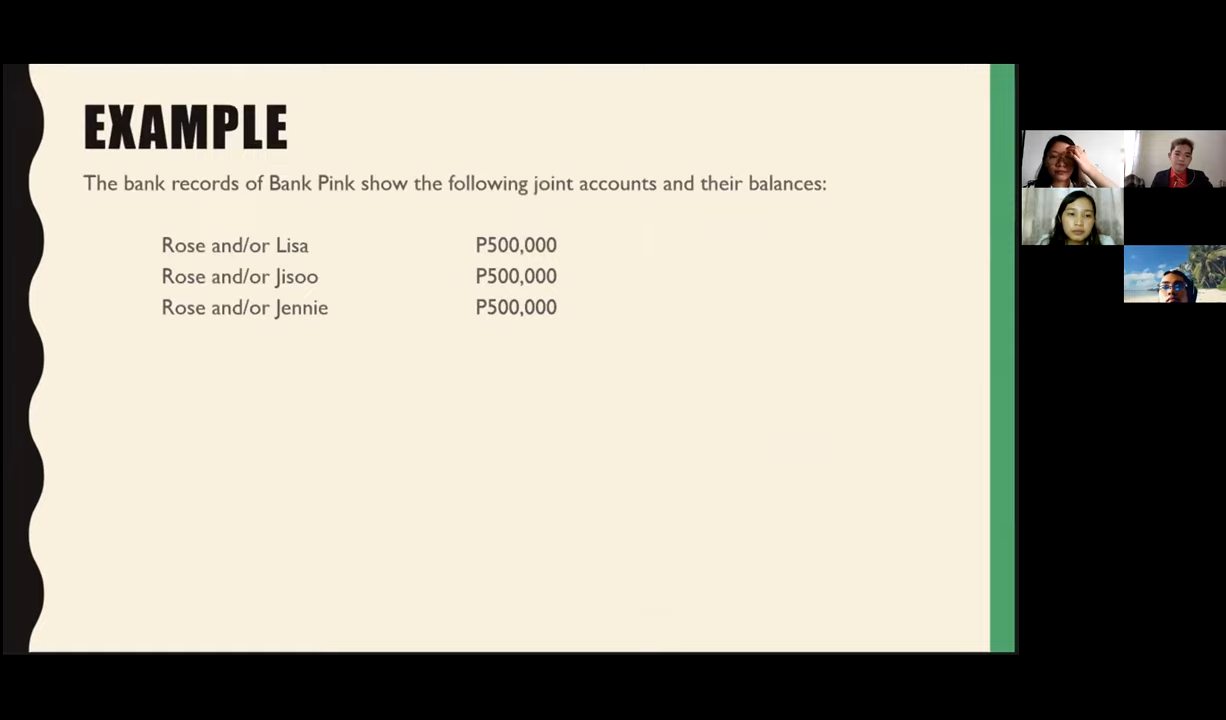 EXAMPLE
The bank records of Bank Pink show the following joint accounts and their balances:
Rose and/or Lisa P500,000
Rose and/or Jisoo P500,000
Rose and/or Jennie P500,000